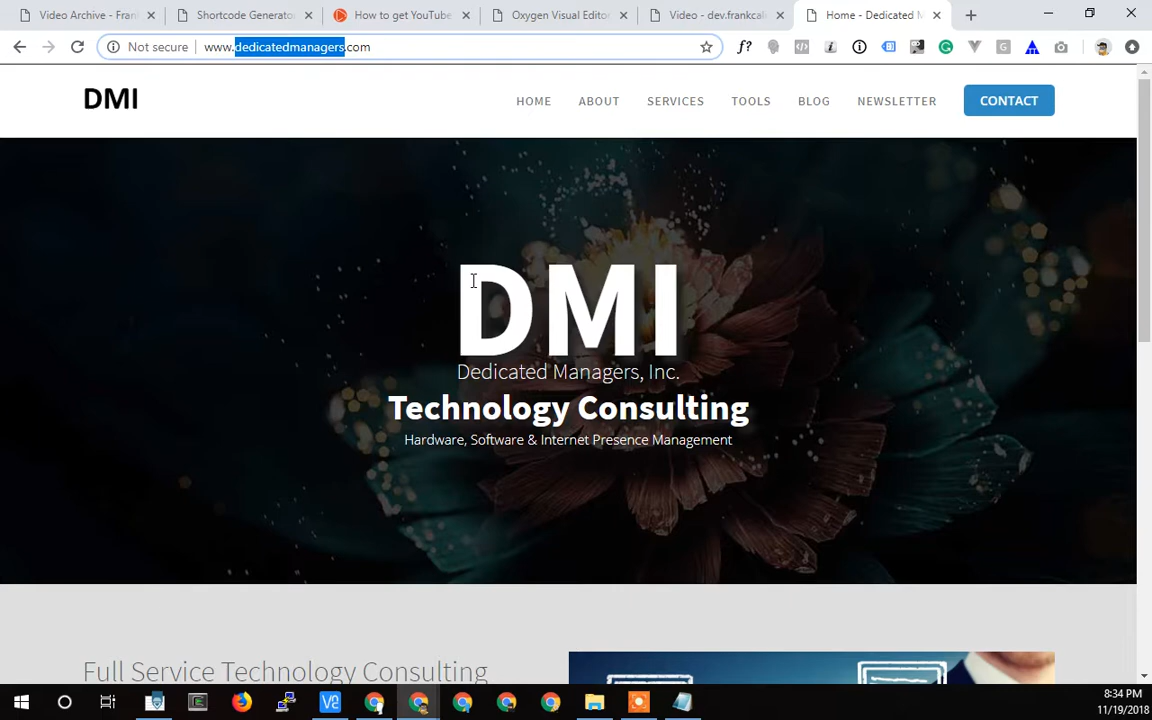 Video Archive - Fran
Shortcode Generator
How to get YouTube
Oxygen Visual Editor
Video - dev.frankcal
Home - Dedicated M
Not secure
www.dedicatedmanagers.com
f?
DMI
HOME
ABOUT
SERVICES
TOOLS
BLOG
NEWSLETTER
CONTACT
DMI
Dedicated Managers, Inc.
Technology Consulting
Hardware, Software & Internet Presence Management
Full Service Technology Consulting
8:34 PM
11/19/2018